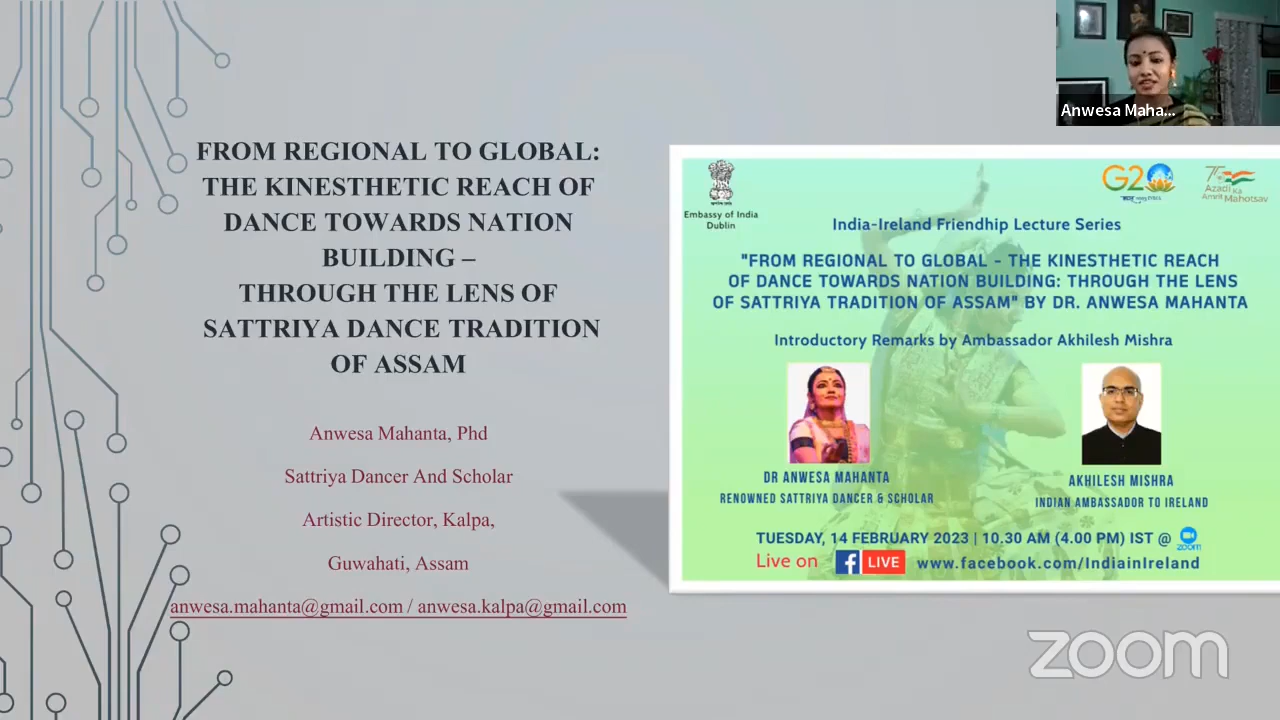 Anwesa Maha...
FROM REGIONAL TO GLOBAL:
THE KINESTHETIC REACH OF
DANCE TOWARDS NATION
BUILDING –
THROUGH THE LENS OF
SATTRIYA DANCE TRADITION
OF ASSAM
Anwesa Mahanta, Phd
Sattriya Dancer And Scholar
Artistic Director, Kalpa,
Guwahati, Assam
anwesa.mahanta@gmail.com / anwesa.kalpa@gmail.com
Embassy of India
Dublin
G20
75
Azadi Ka
Amrit Mahotsav
India-Ireland Friendhip Lecture Series
"FROM REGIONAL TO GLOBAL - THE KINESTHETIC REACH
OF DANCE TOWARDS NATION BUILDING: THROUGH THE LENS
OF SATTRIYA TRADITION OF ASSAM" BY DR. ANWESA MAHANTA
Introductory Remarks by Ambassador Akhilesh Mishra
DR ANWESA MAHANTA
RENOWNED SATTRIYA DANCER & SCHOLAR
AKHILESH MISHRA
INDIAN AMBASSADOR TO IRELAND
TUESDAY, 14 FEBRUARY 2023 | 10.30 AM (4.00 PM) IST @ zoom
Live on f LIVE www.facebook.com/IndiainIreland
zoom